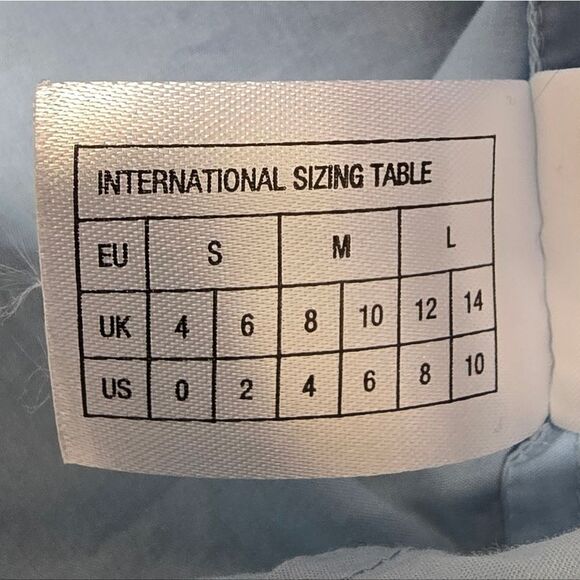 INTERNATIONAL SIZING TABLE
EU S M L
UK 4 6 8 10 12 14
US 0 2 4 6 8 10